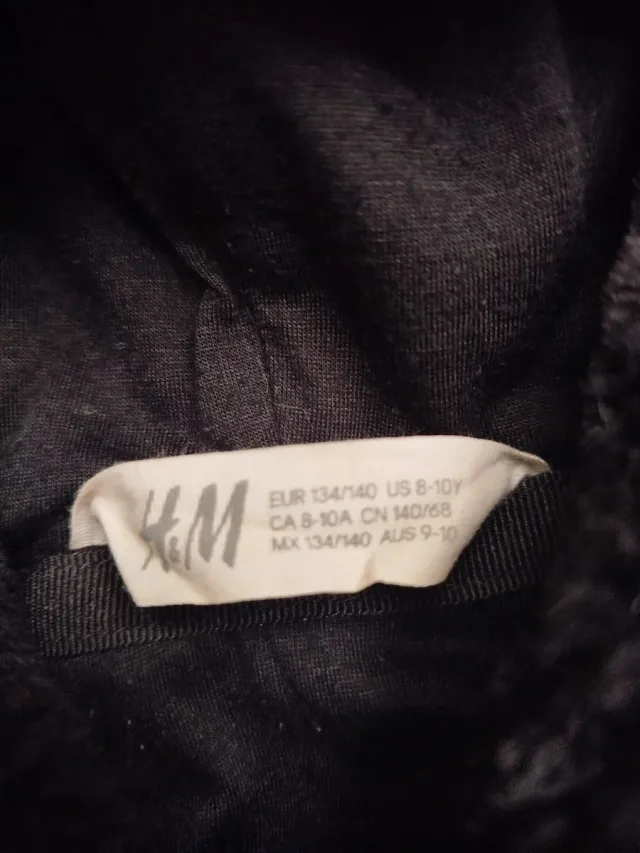 H&M
EUR 134/140 US 8-10Y
CA 8-10A CN 140/68
MX 134/140 AUS 9-10